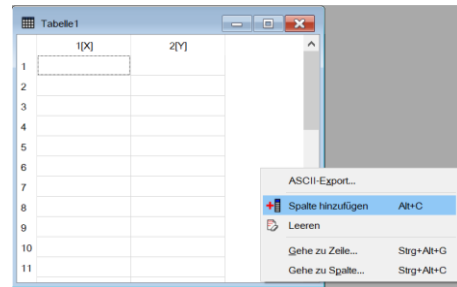 Tabelle1
1[X] 2[Y]
1
2
3
4
5
6
7
8
9
10
11
ASCII-Export...
Spalte hinzufügen Alt+C
Leeren
Gehe zu Zeile... Strg+Alt+G
Gehe zu Spalte... Strg+Alt+C